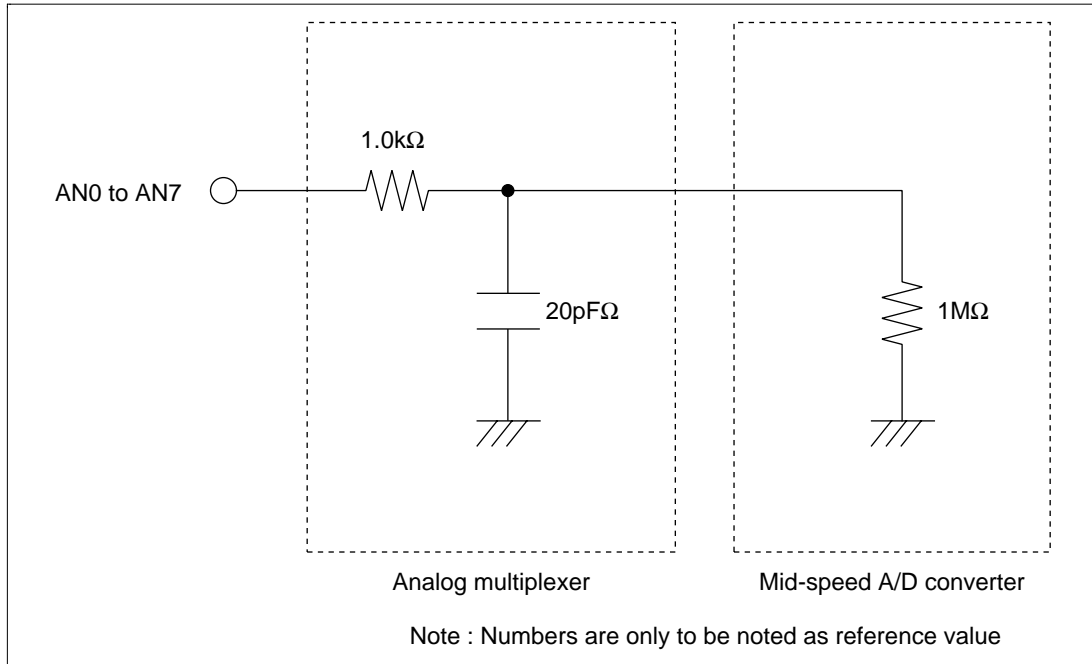 1.0kΩ
AN0 to AN7
20pFΩ
1MΩ
Analog multiplexer
Mid-speed A/D converter
Note : Numbers are only to be noted as reference value